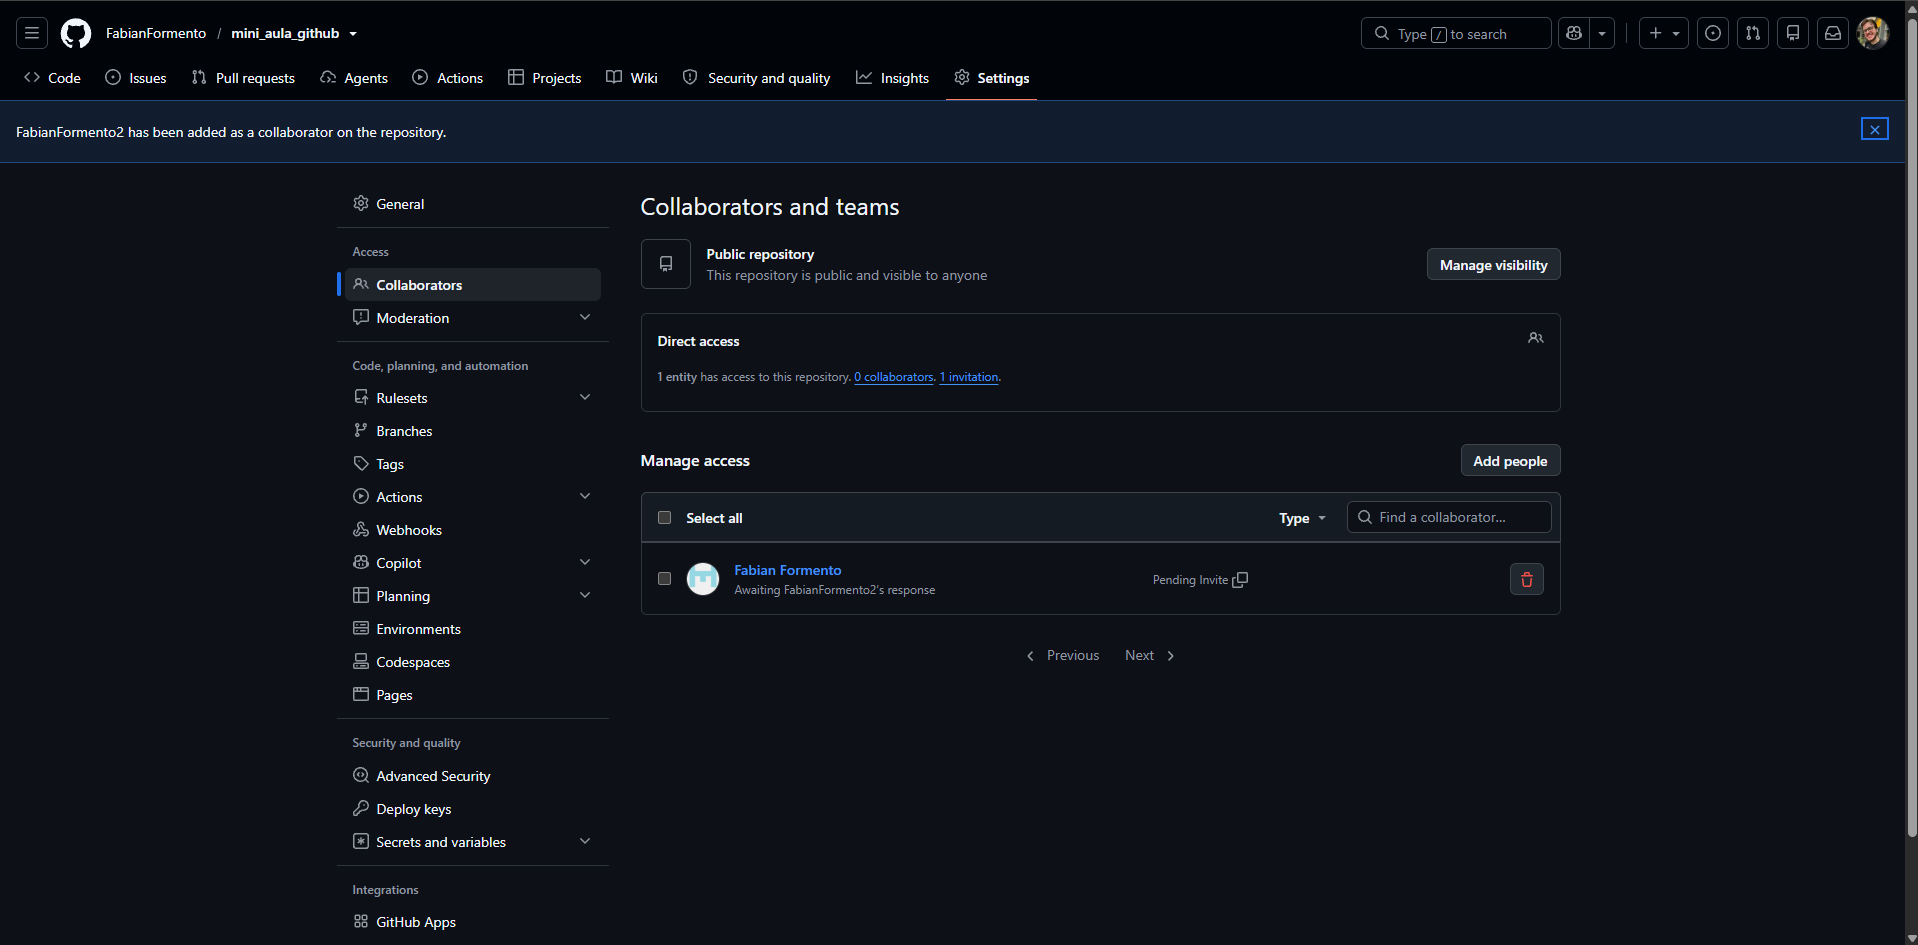 FabianFormento / mini_aula_github
Type / to search
Code Issues Pull requests Agents Actions Projects Wiki Security and quality Insights Settings
FabianFormento2 has been added as a collaborator on the repository.
General
Access
Collaborators
Moderation
Code, planning, and automation
Rulesets
Branches
Tags
Actions
Webhooks
Copilot
Planning
Environments
Codespaces
Pages
Security and quality
Advanced Security
Deploy keys
Secrets and variables
Integrations
GitHub Apps
Collaborators and teams
Public repository
This repository is public and visible to anyone
Manage visibility
Direct access
1 entity has access to this repository. 0 collaborators. 1 invitation.
Manage access
Add people
Select all
Type
Find a collaborator...
Fabian Formento
Awaiting FabianFormento2's response
Pending Invite
Previous Next